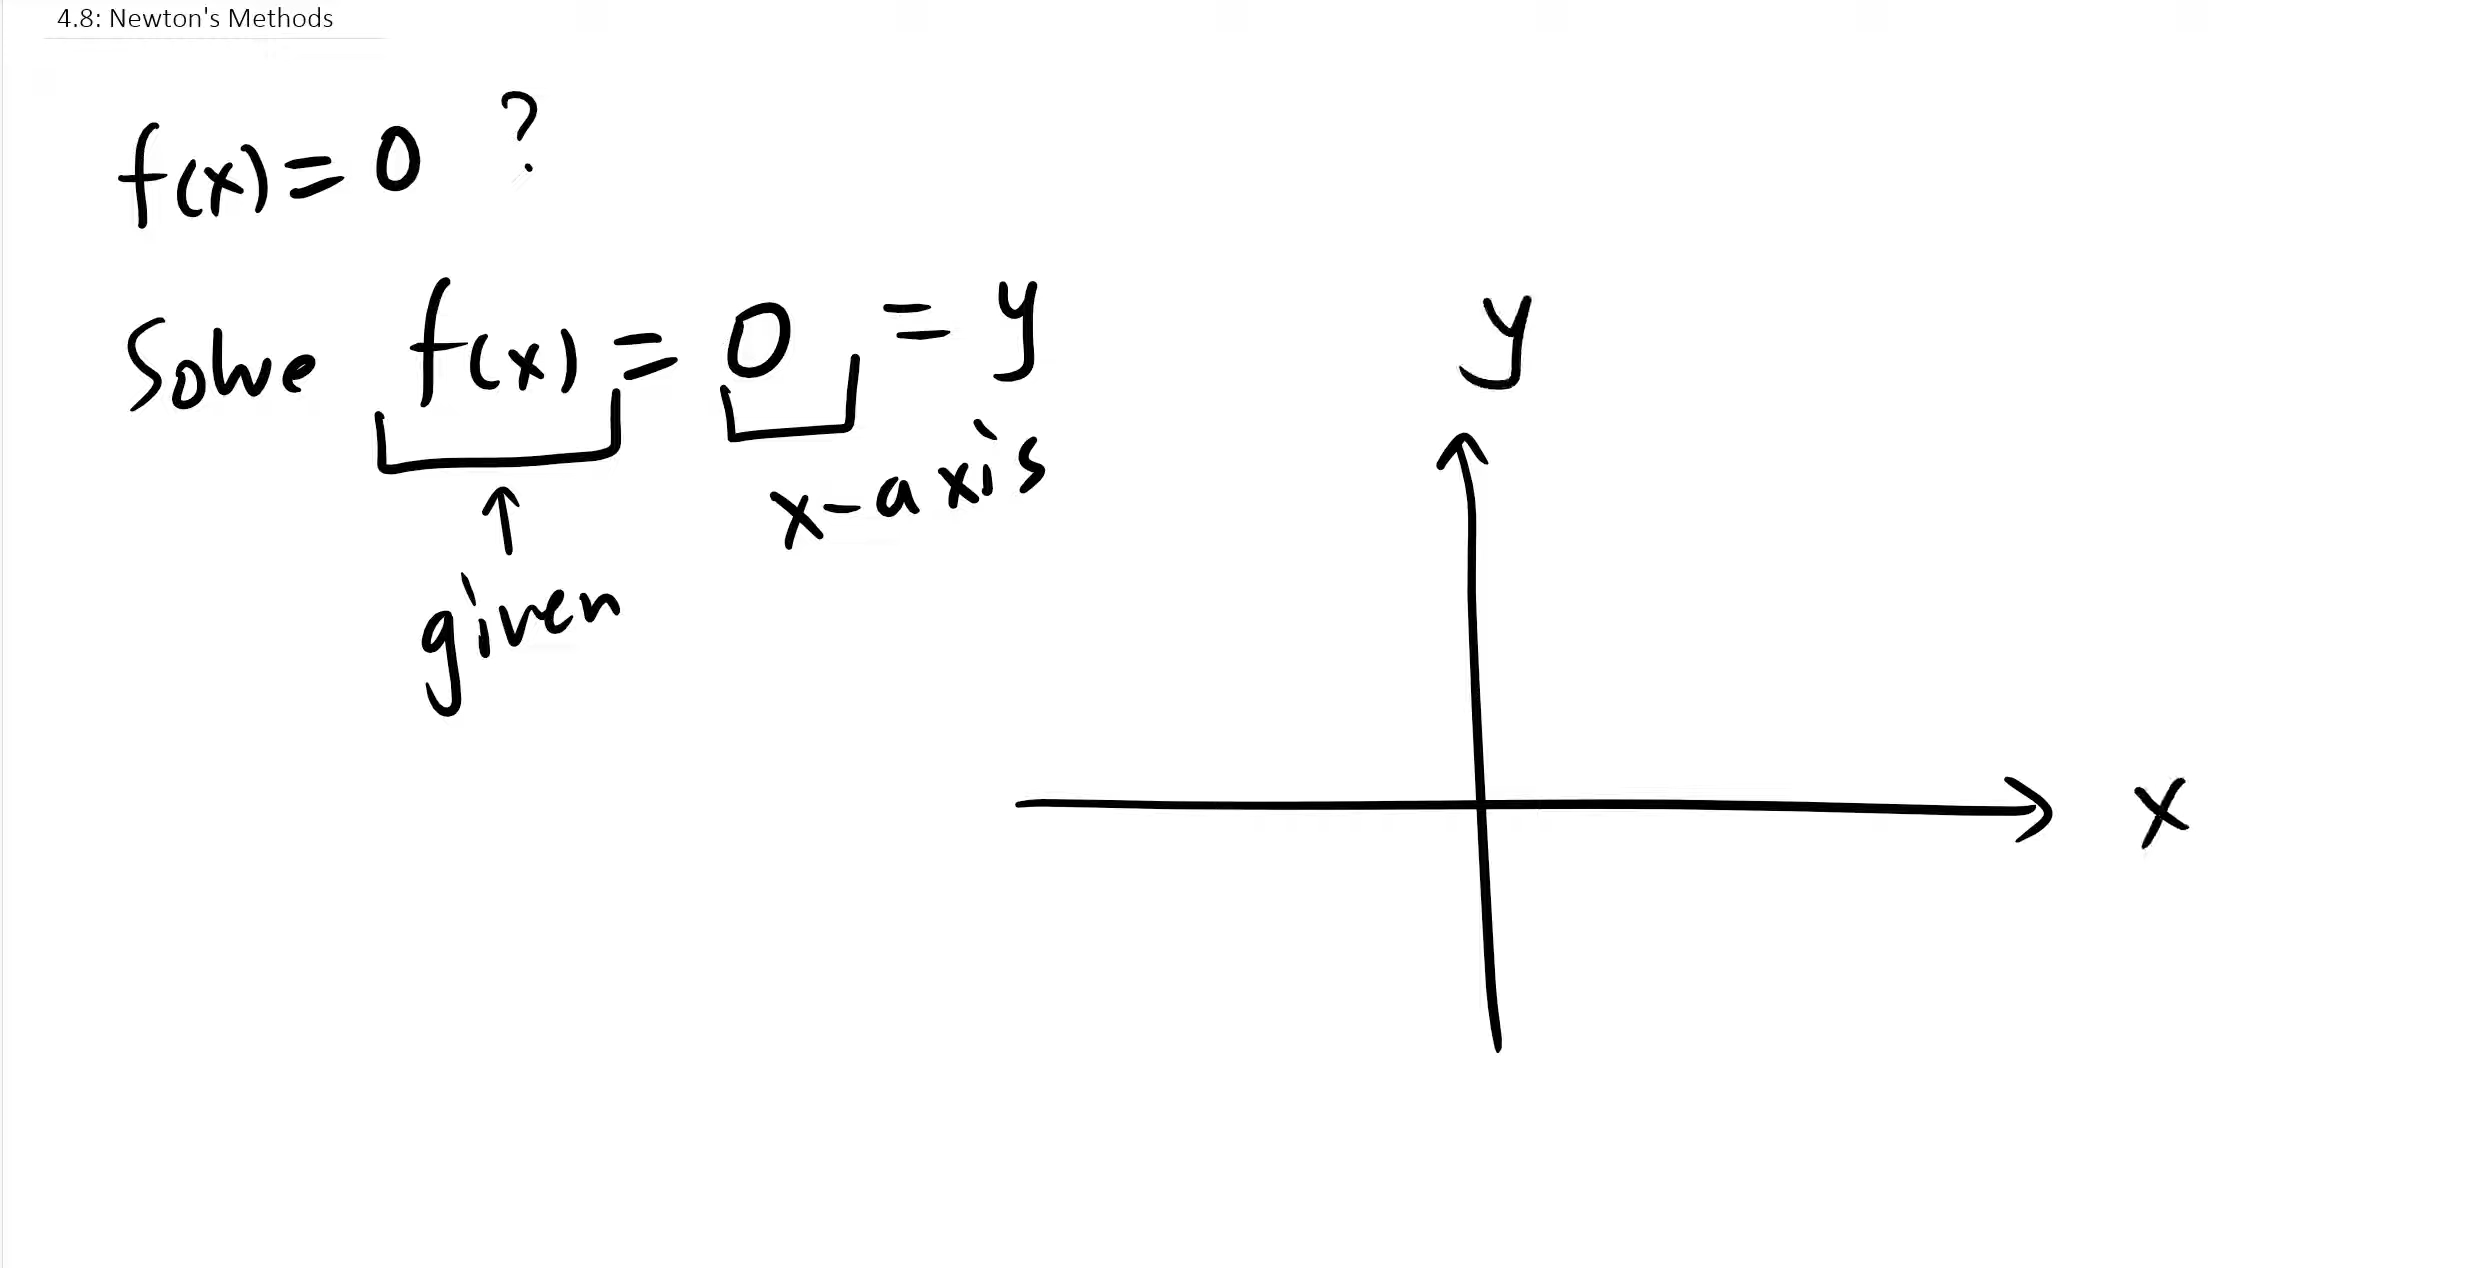 4.8: Newton's Methods
f(x)=0 ?
Solve f(x)=0 =y
x-axis
given
y
x